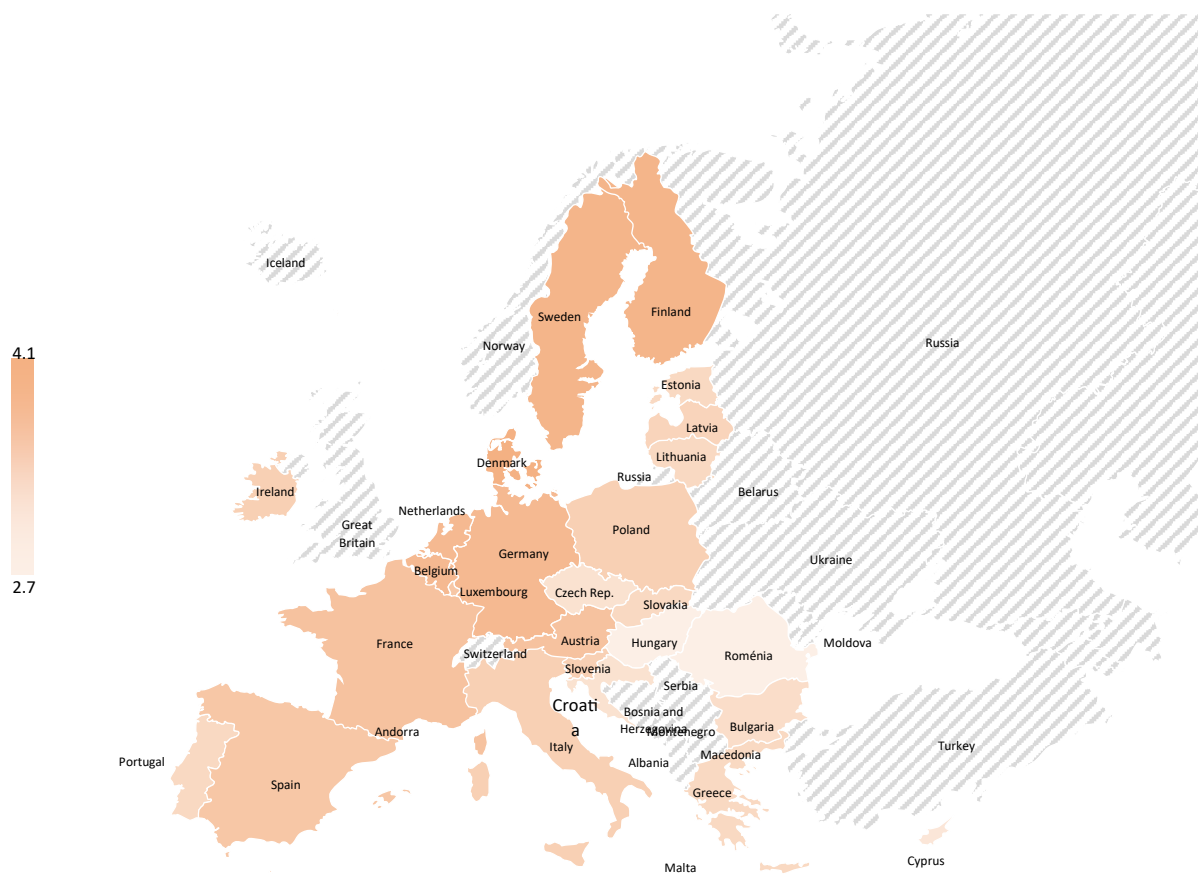 Iceland
Sweden
Finland
Norway
Russia
4.1
Estonia
Latvia
Lithuania
Denmark
Russia
Ireland
Belarus
Netherlands
Great
Britain
Poland
Germany
Ukraine
Belgium
2.7
Luxembourg
Czech Rep.
Slovakia
France
Austria
Hungary
Moldova
Switzerland
Roménia
Slovenia
Serbia
Croati
a
Bosnia and
Herzegovina
Montenegro
Andorra
Bulgaria
Italy
Macedonia
Turkey
Portugal
Albania
Spain
Greece
Cyprus
Malta